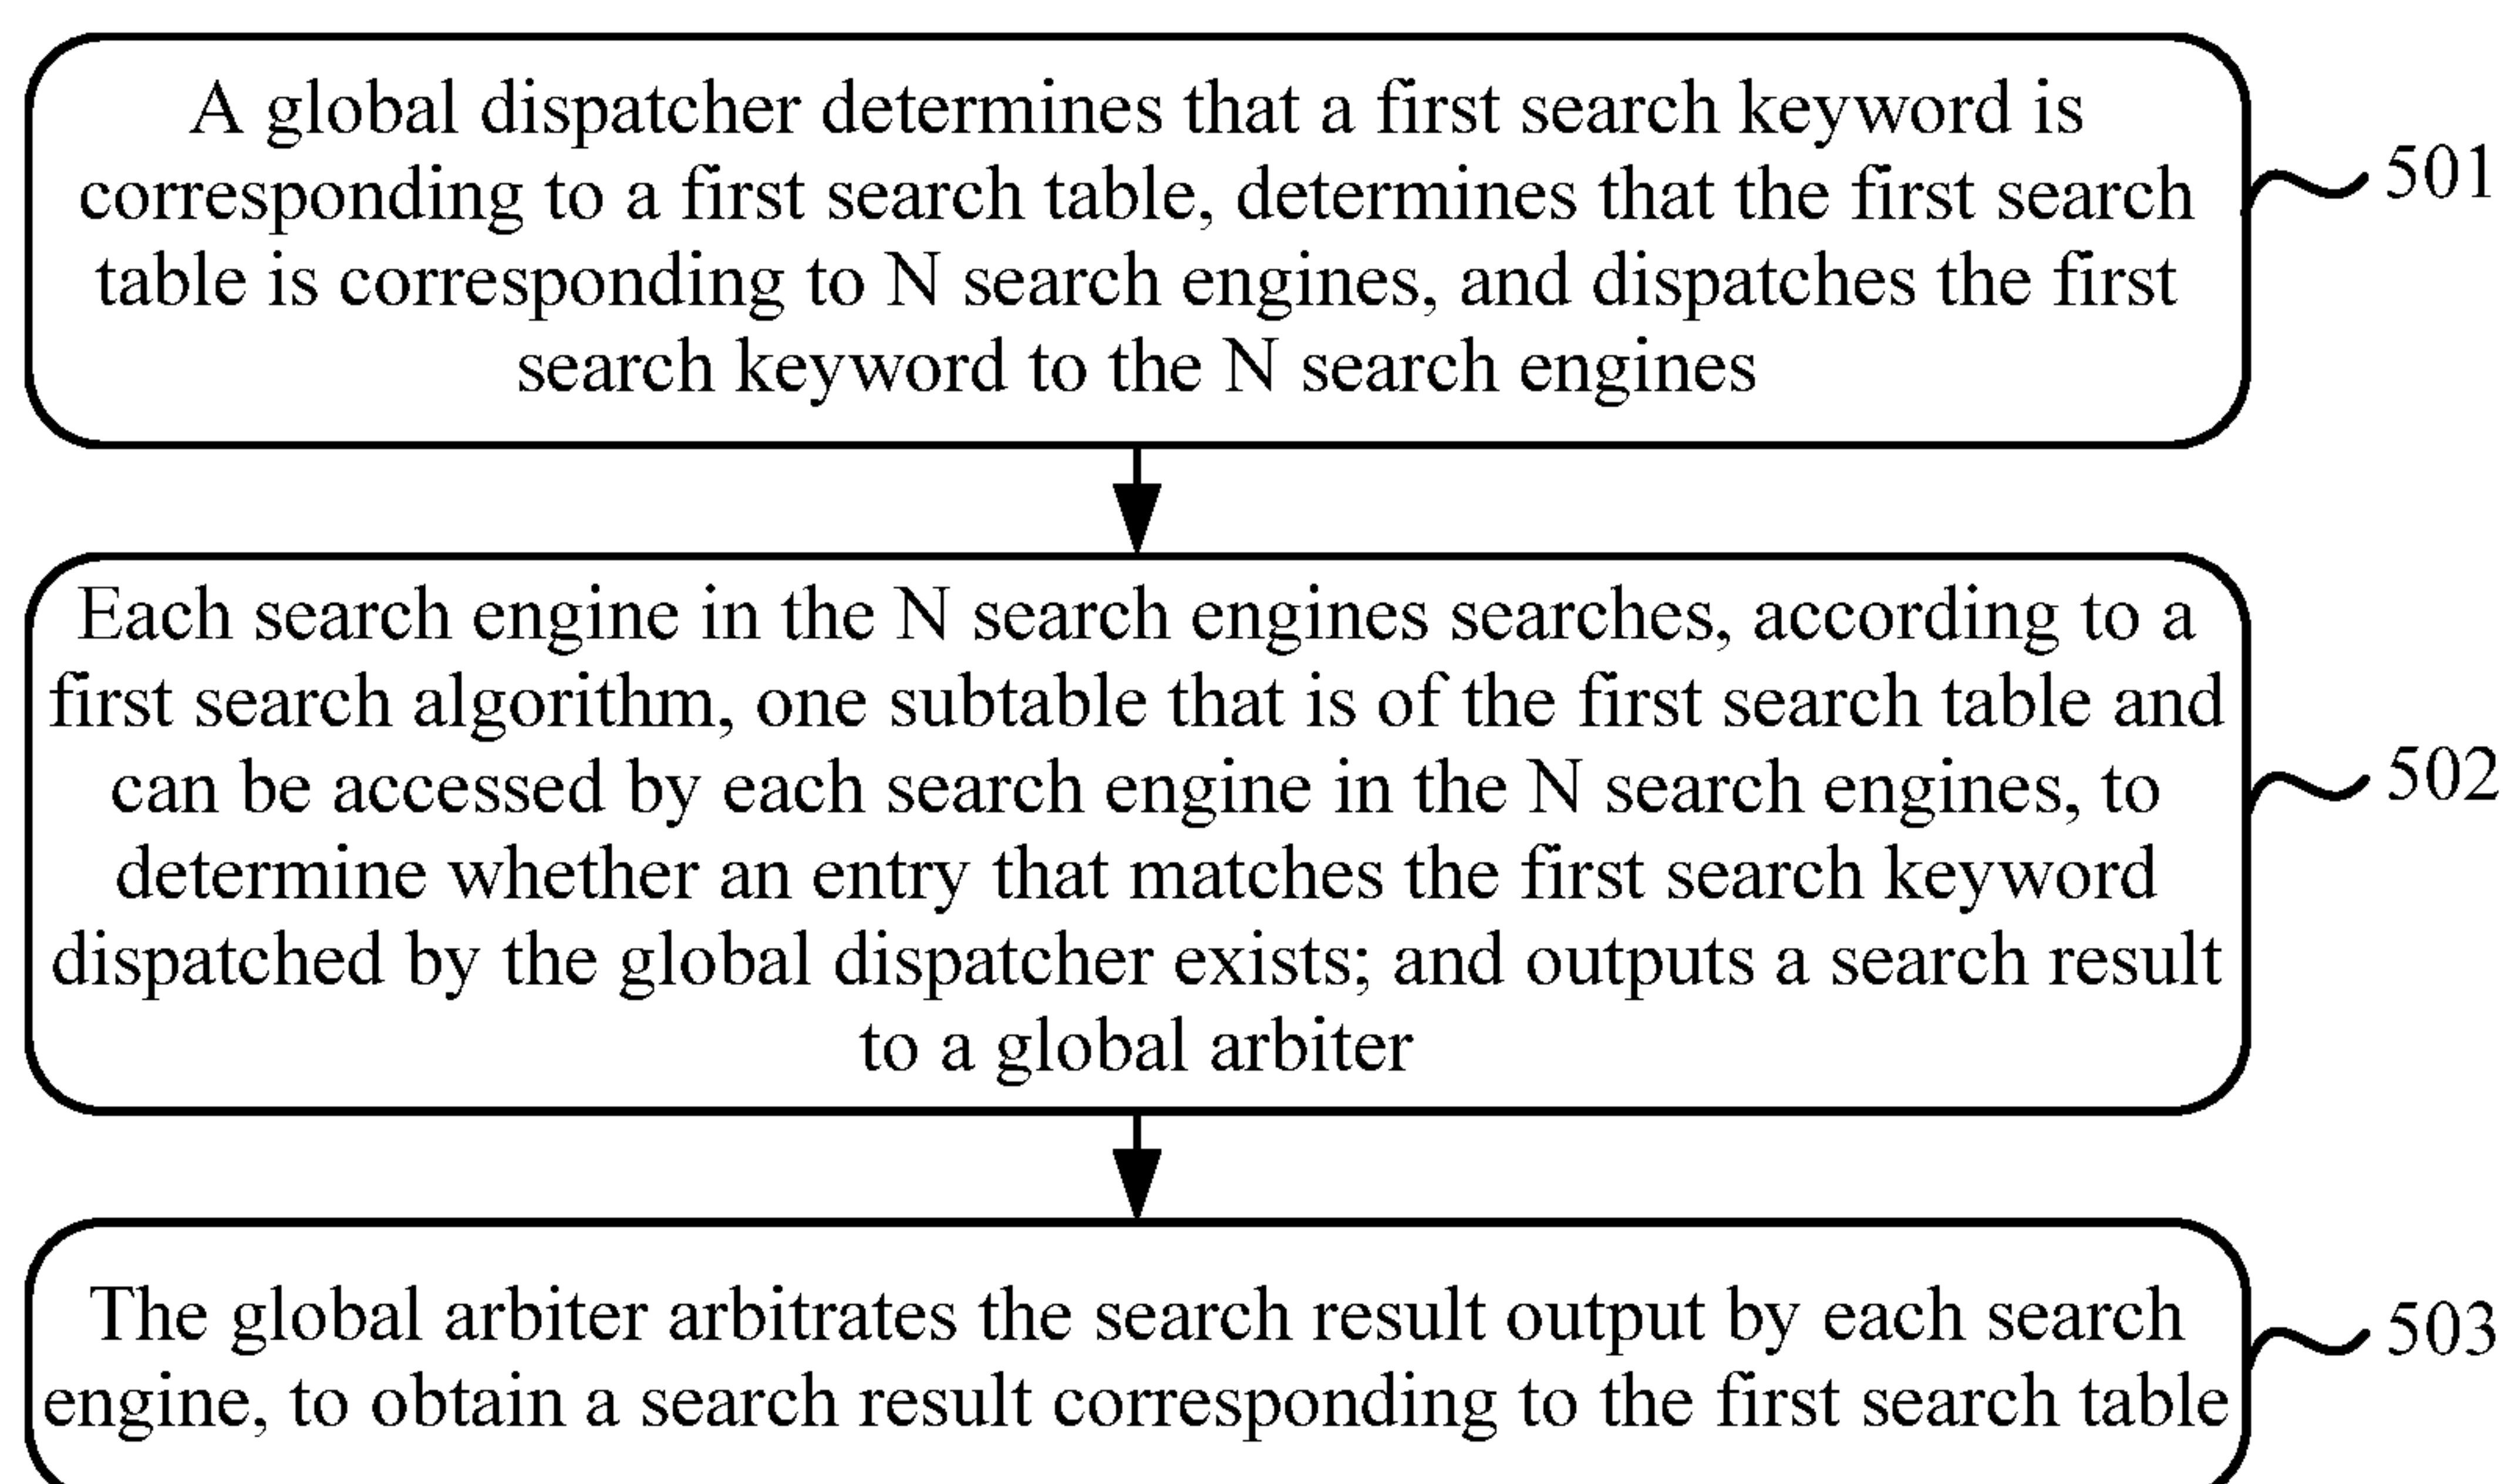 A global dispatcher determines that a first search keyword is
corresponding to a first search table, determines that the first search
table is corresponding to N search engines, and dispatches the first
search keyword to the N search engines
501
Each search engine in the N search engines searches, according to a
first search algorithm, one subtable that is of the first search table and
can be accessed by each search engine in the N search engines, to
determine whether an entry that matches the first search keyword
dispatched by the global dispatcher exists; and outputs a search result
to a global arbiter
502
The global arbiter arbitrates the search result output by each search
engine, to obtain a search result corresponding to the first search table
503